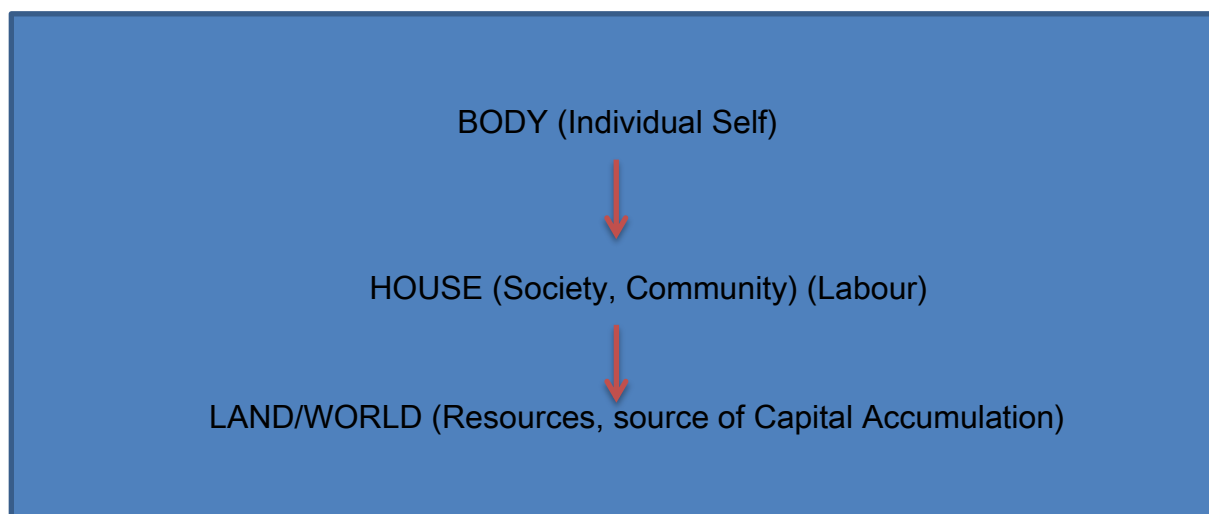 BODY (Individual Self)
HOUSE (Society, Community) (Labour)
LAND/WORLD (Resources, source of Capital Accumulation)